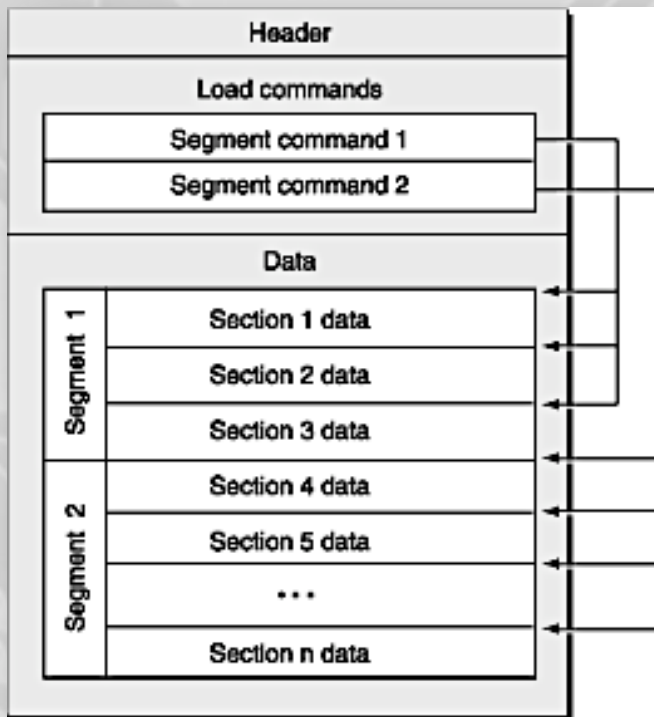 Header
Load commands
Segment command 1
Segment command 2
Data
Segment 1
Section 1 data
Section 2 data
Section 3 data
Segment 2
Section 4 data
Section 5 data
...
Section n data